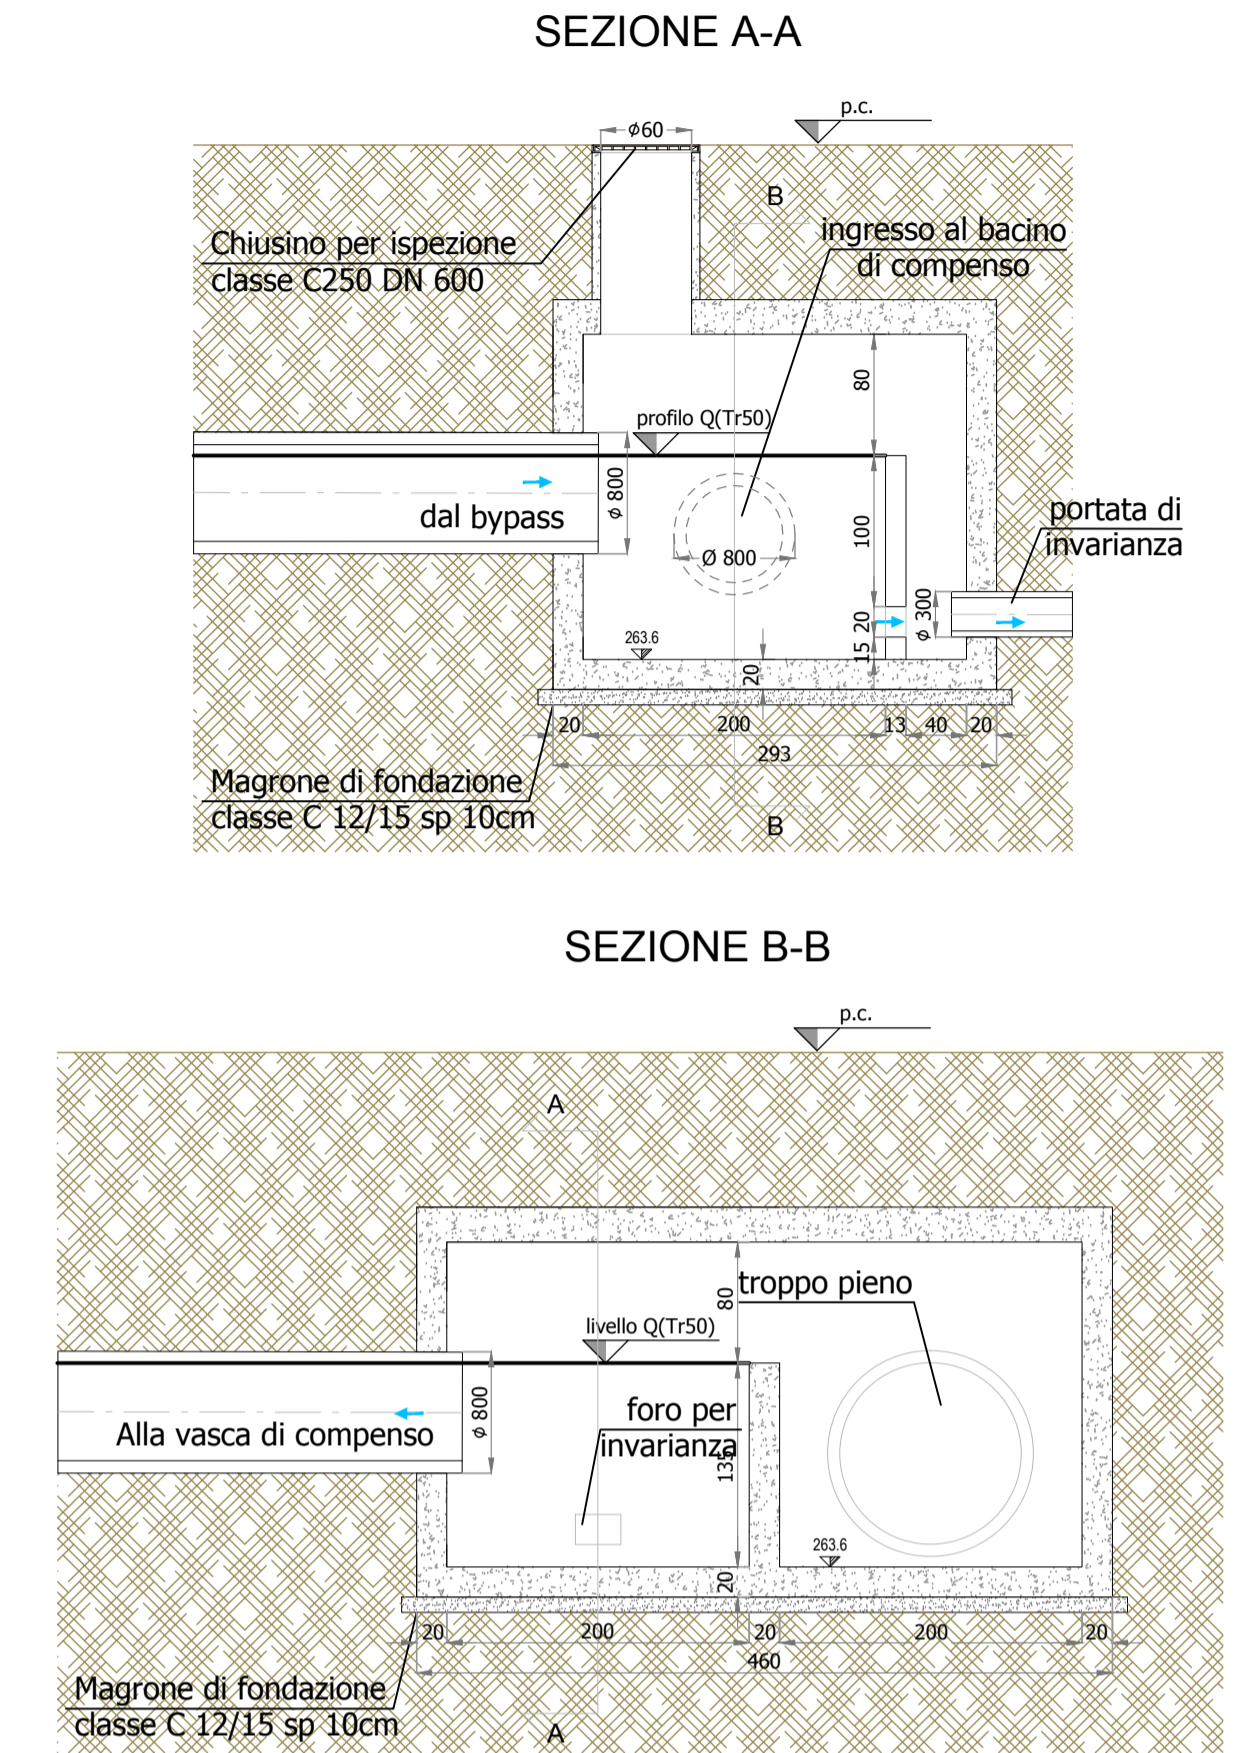 SEZIONE A-A
p.c.
ϕ60
B
Chiusino per ispezione
classe C250 DN 600
ingresso al bacino
di compenso
80
profilo Q(Tr50)
ϕ 800
dal bypass
100
Ø 800
portata di
invarianza
ϕ 300
20
15
263.6
20
20
200
13
40
20
293
Magrone di fondazione
classe C 12/15 sp 10cm
B
SEZIONE B-B
p.c.
A
troppo pieno
80
livello Q(Tr50)
ϕ 800
foro per
invarianza
Alla vasca di compenso
135
263.6
20
20
200
20
200
20
460
Magrone di fondazione
classe C 12/15 sp 10cm
A